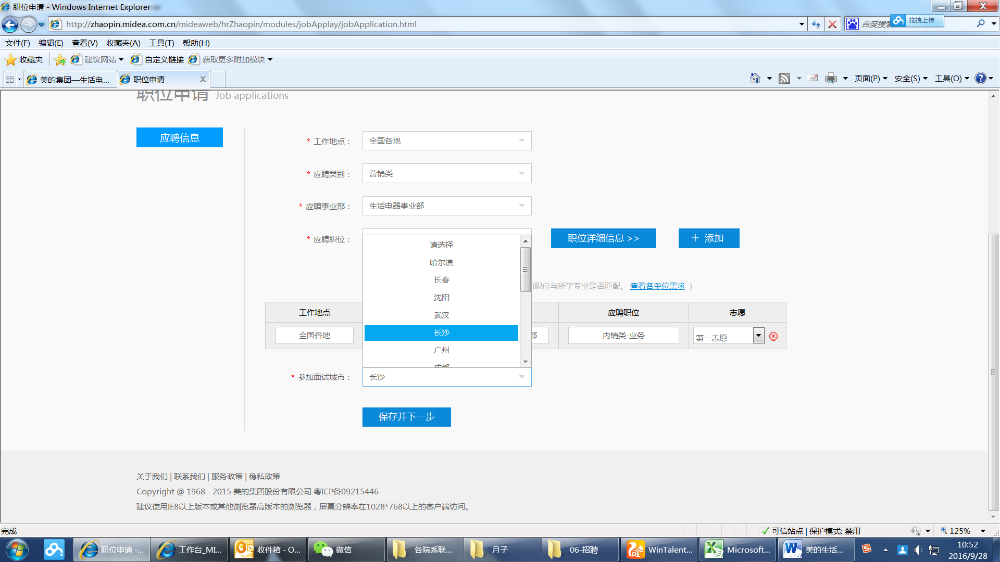 职位申请 - Windows Internet Explorer
http://zhaopin.midea.com.cn/mideaweb/hrZhaopin/modules/jobApplay/jobApplication.html
百度搜索
拖拽上传
文件(F) 编辑(E) 查看(V) 收藏夹(A) 工具(T) 帮助(H)
收藏夹 建议网站 自定义链接 获取更多附加模块
美的集团—生活电... 职位申请
页面(P) 安全(S) 工具(O)
职位申请 Job applications
应聘信息
* 工作地点： 全国各地
* 应聘类别： 营销类
* 应聘事业部： 生活电器事业部
* 应聘职位： 职位详细信息 >> + 添加
请选择
哈尔滨
长春
沈阳
武汉
长沙
广州
成都
的职位与所学专业是否匹配。 查看各单位需求 ）
工作地点 应聘职位 志愿
全国各地 部 内销类-业务 第一志愿
* 参加面试城市： 长沙
保存并下一步
关于我们 | 联系我们 | 服务政策 | 稳私政策
Copyright @ 1968 - 2015 美的集团股份有限公司 粤ICP备09215446
建议使用IE8以上版本或其他浏览器高版本的浏览器，屏幕分辨率在1028*768以上的客户端访问。
完成 可信站点 | 保护模式: 禁用 125%
职位申请 -... 工作台_MI... 收件箱 - O... 微信 各院系联... 月子 06-招聘 WinTalent... Microsoft... 美的生活...
10:52
2016/9/28